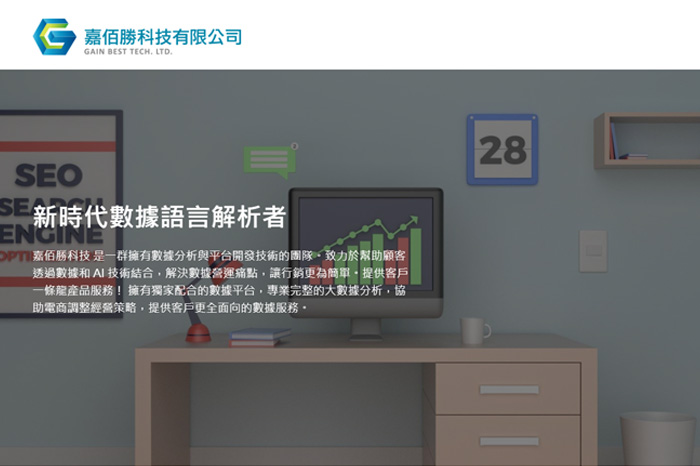 嘉佰勝科技有限公司
GAIN BEST TECH. LTD.
28
SEO
SEARCH
ENGINE
新時代數據語言解析者
嘉佰勝科技 是一群擁有數據分析與平台開發技術的團隊。致力於幫助顧客
透過數據和 AI 技術結合，解決數據營運痛點，讓行銷更為簡單。提供客戶
一條龍產品服務！ 擁有獨家配合的數據平台，專業完整的大數據分析，協
助電商調整經營策略，提供客戶更全面向的數據服務。